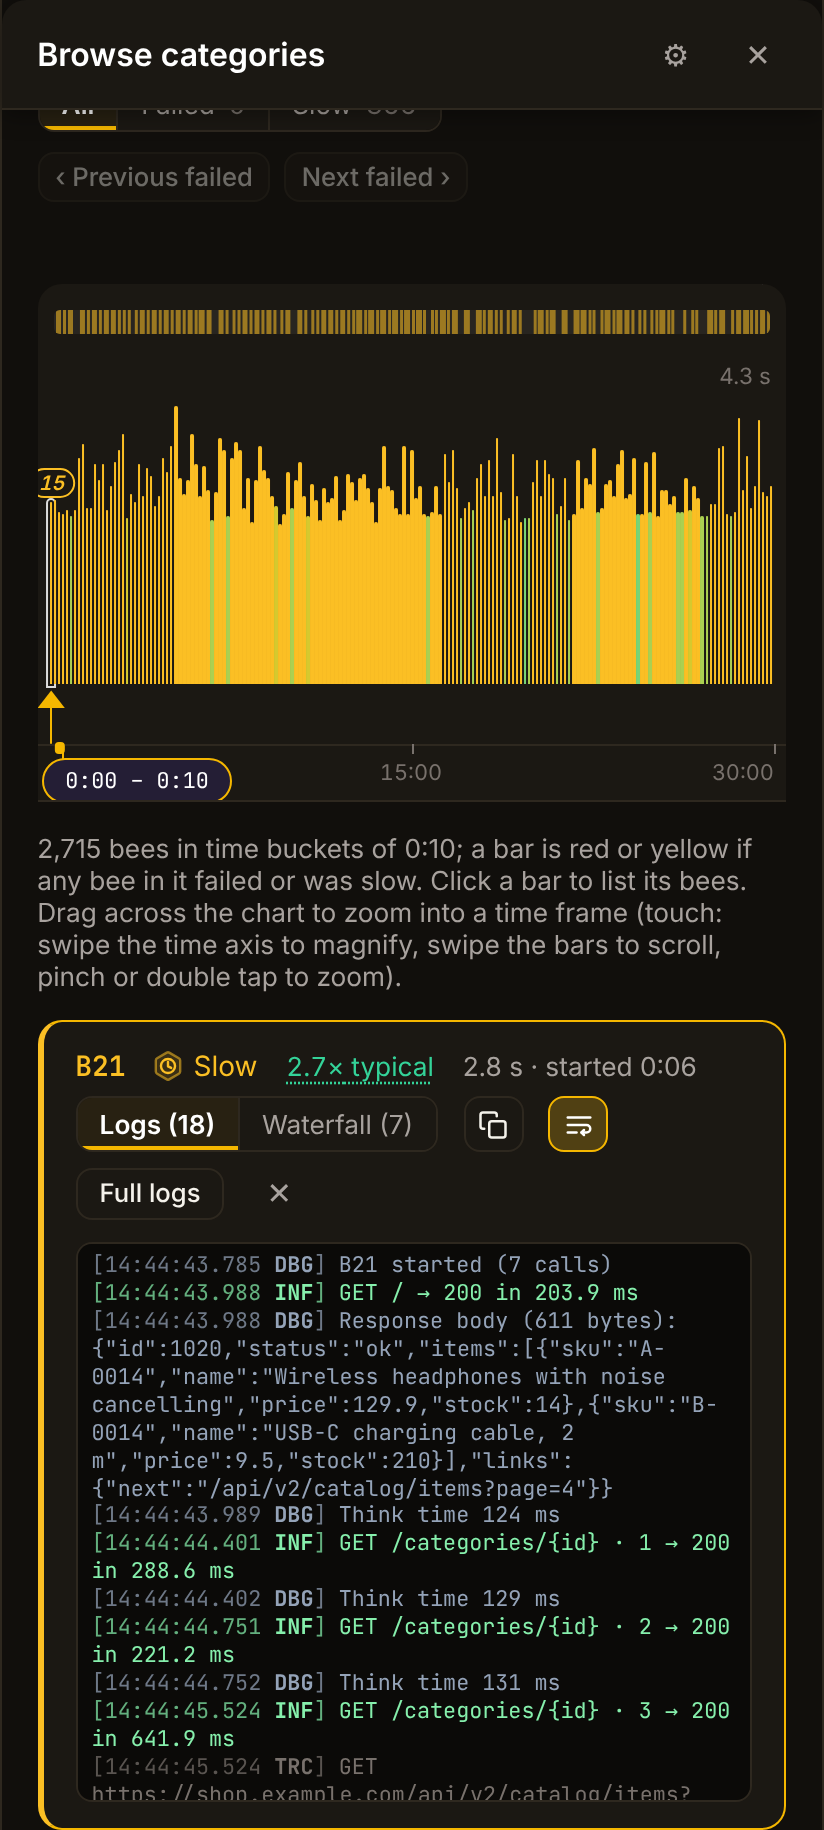 Browse categories
All Failed Slow
‹ Previous failed Next failed ›
4.3 s
15
0:00 – 0:10 15:00 30:00
2,715 bees in time buckets of 0:10; a bar is red or yellow if
any bee in it failed or was slow. Click a bar to list its bees.
Drag across the chart to zoom into a time frame (touch:
swipe the time axis to magnify, swipe the bars to scroll,
pinch or double tap to zoom).
B21 Slow 2.7× typical 2.8 s · started 0:06
Logs (18) Waterfall (7)
Full logs
[14:44:43.785 DBG] B21 started (7 calls)
[14:44:43.988 INF] GET / → 200 in 203.9 ms
[14:44:43.988 DBG] Response body (611 bytes):
{"id":1020,"status":"ok","items":[{"sku":"A-
0014","name":"Wireless headphones with noise
cancelling","price":129.9,"stock":14},{"sku":"B-
0014","name":"USB-C charging cable, 2
m","price":9.5,"stock":210}],"links":
{"next":"/api/v2/catalog/items?page=4"}}
[14:44:43.989 DBG] Think time 124 ms
[14:44:44.401 INF] GET /categories/{id} · 1 → 200
in 288.6 ms
[14:44:44.402 DBG] Think time 129 ms
[14:44:44.751 INF] GET /categories/{id} · 2 → 200
in 221.2 ms
[14:44:44.752 DBG] Think time 131 ms
[14:44:45.524 INF] GET /categories/{id} · 3 → 200
in 641.9 ms
[14:44:45.524 TRC] GET
https://shop.example.com/api/v2/catalog/items?